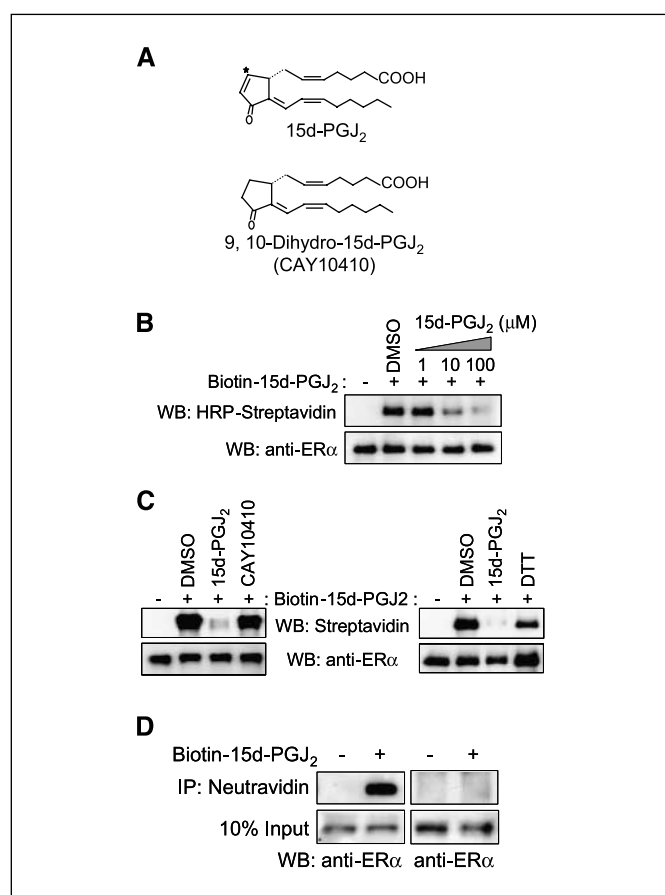 A
*
COOH
O
15d-PGJ2
COOH
O
9, 10-Dihydro-15d-PGJ2
(CAY10410)
B
15d-PGJ2 (μM)
DMSO
1 10 100
Biotin-15d-PGJ2 : - + + + +
WB: HRP-Streptavidin
WB: anti-ERα
C
DMSO 15d-PGJ2 CAY10410 DMSO 15d-PGJ2 DTT
- + + + : Biotin-15d-PGJ2 : - + + +
WB: Streptavidin
WB: anti-ERα
D
Biotin-15d-PGJ2 - + - +
IP: Neutravidin
10% Input
WB: anti-ERα anti-ERα